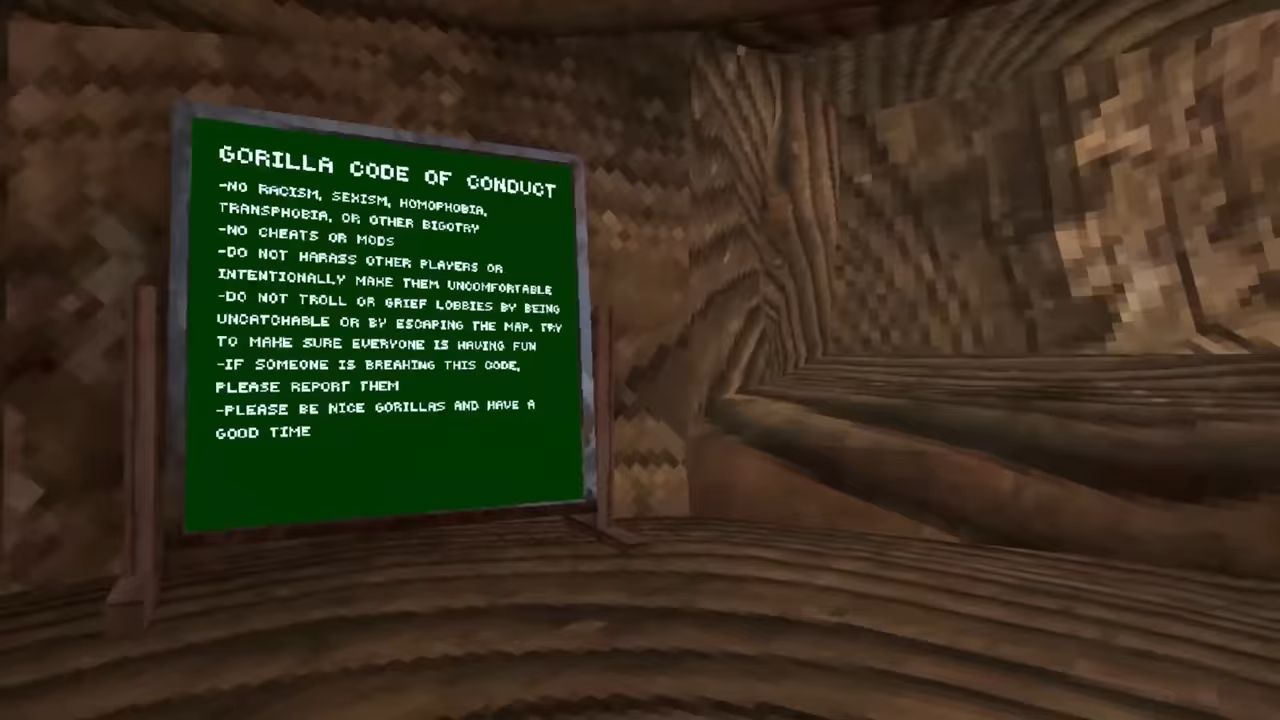 GORILLA CODE OF CONDUCT
-NO RACISM, SEXISM, HOMOPHOBIA,
TRANSPHOBIA, OR OTHER BIGOTRY
-NO CHEATS OR MODS
-DO NOT HARASS OTHER PLAYERS OR
INTENTIONALLY MAKE THEM UNCOMFORTABLE
-DO NOT TROLL OR GRIEF LOBBIES BY BEING
UNCATCHABLE OR BY ESCAPING THE MAP. TRY
TO MAKE SURE EVERYONE IS HAVING FUN
-IF SOMEONE IS BREAKING THIS CODE,
PLEASE REPORT THEM
-PLEASE BE NICE GORILLAS AND HAVE A
GOOD TIME